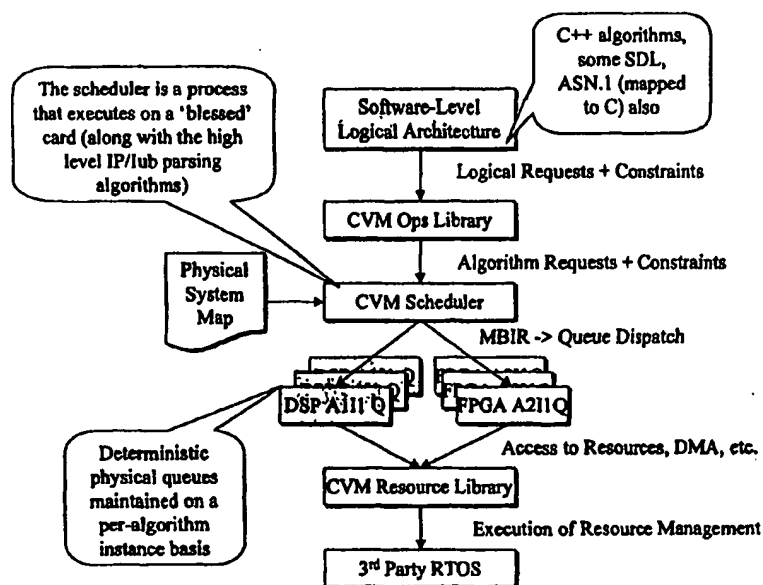 C++ algorithms,
some SDL,
ASN.1 (mapped
to C) also
The scheduler is a process
that executes on a 'blessed'
card (along with the high
level IP/Iub parsing
algorithms)
Software-Level
Logical Architecture
Logical Requests + Constraints
CVM Ops Library
Algorithm Requests + Constraints
Physical
System
Map
CVM Scheduler
MBIR -> Queue Dispatch
DSP A1I1 Q
FPGA A2I1Q
Access to Resources, DMA, etc.
Deterministic
physical queues
maintained on a
per-algorithm
instance basis
CVM Resource Library
Execution of Resource Management
3rd Party RTOS